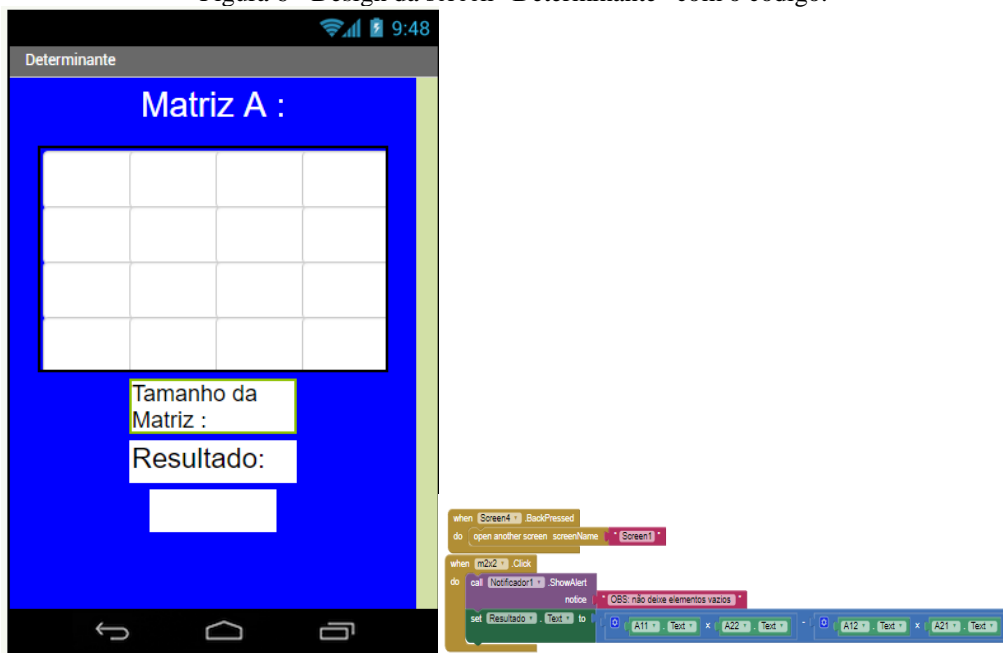 9:48
Determinante
Matriz A :
Tamanho da
Matriz :
Resultado:
when Screen4 .BackPressed
do open another screen screenName " Screen1 "
when m2x2 .Click
do call Notificador1 .ShowAlert
notice " OBS: não deixe elementos vazios "
set Resultado . Text to A11 . Text × A22 . Text - A12 . Text × A21 . Text